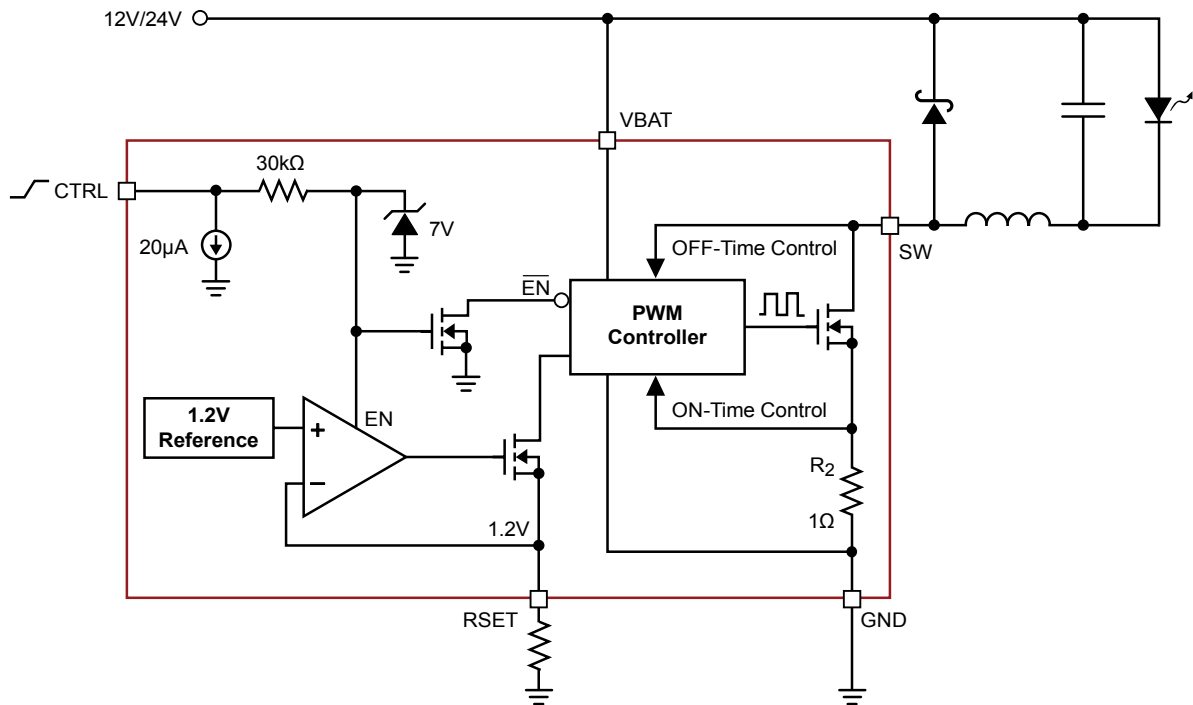 12V/24V
VBAT
30kΩ
CTRL
7V
20µA
OFF-Time Control
SW
EN
PWM
Controller
EN
1.2V
Reference
+
−
ON-Time Control
R2
1Ω
1.2V
RSET
GND